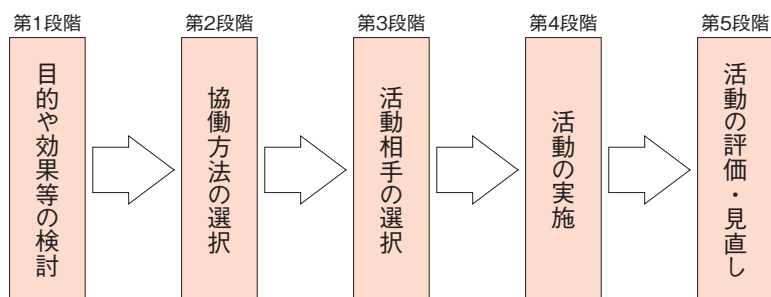 第1段階
目的や効果等の検討
第2段階
協働方法の選択
第3段階
活動相手の選択
第4段階
活動の実施
第5段階
活動の評価・見直し